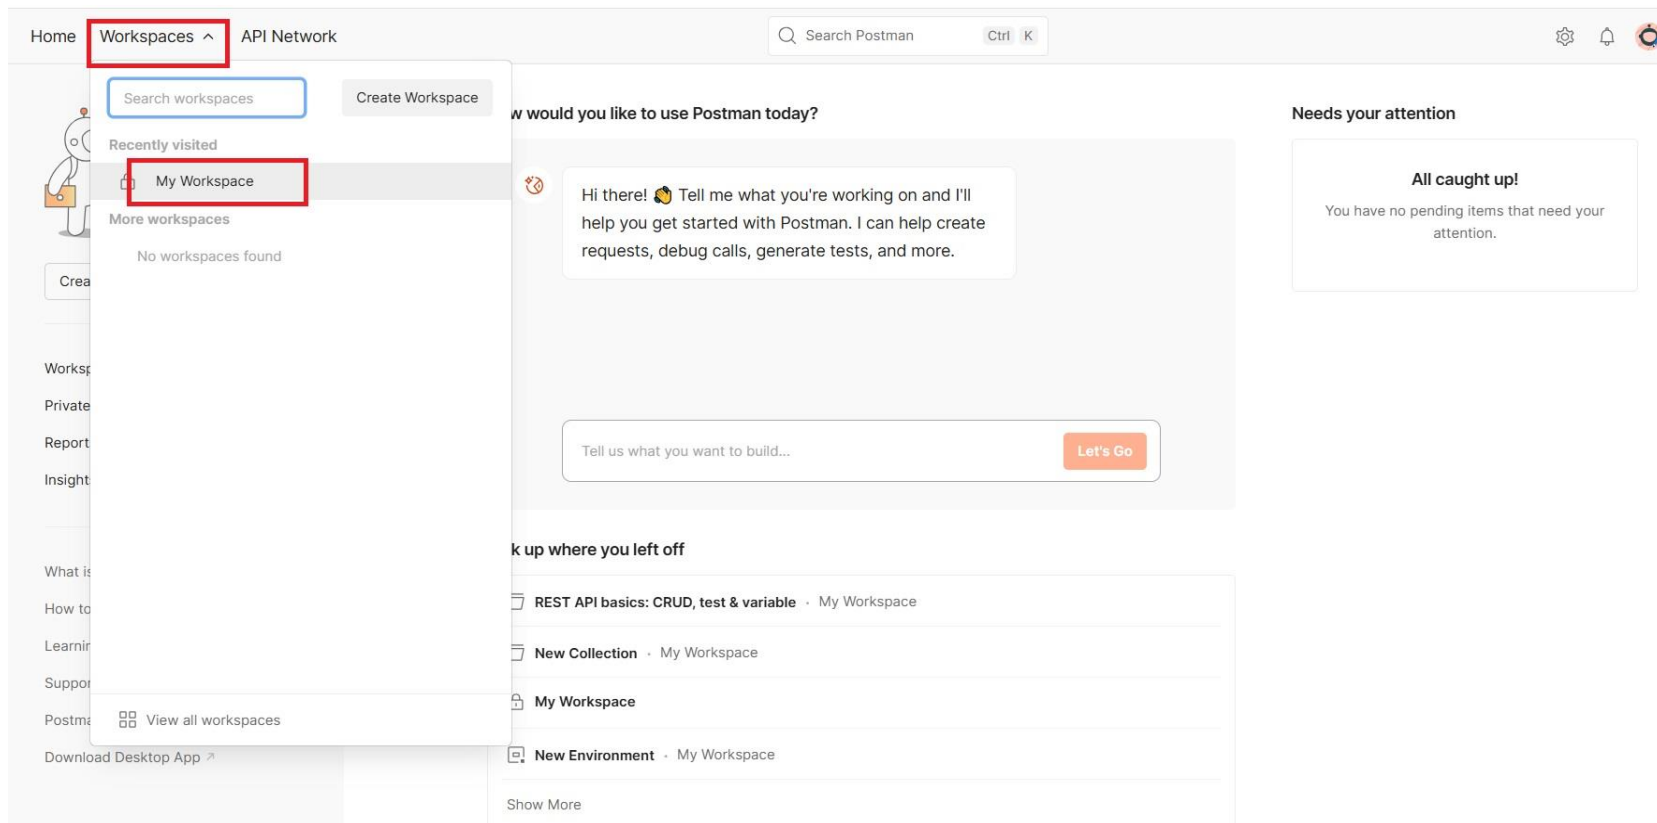 Home Workspaces API Network Search Postman Ctrl K
Search workspaces Create Workspace
Recently visited
My Workspace
More workspaces
No workspaces found
View all workspaces
Crea
Worksp
Private
Report
Insight
What is
How to
Learnin
Suppor
Postma
Download Desktop App
w would you like to use Postman today?
Hi there! 👋 Tell me what you're working on and I'll
help you get started with Postman. I can help create
requests, debug calls, generate tests, and more.
Tell us what you want to build... Let's Go
k up where you left off
REST API basics: CRUD, test & variable · My Workspace
New Collection · My Workspace
My Workspace
New Environment · My Workspace
Show More
Needs your attention
All caught up!
You have no pending items that need your
attention.